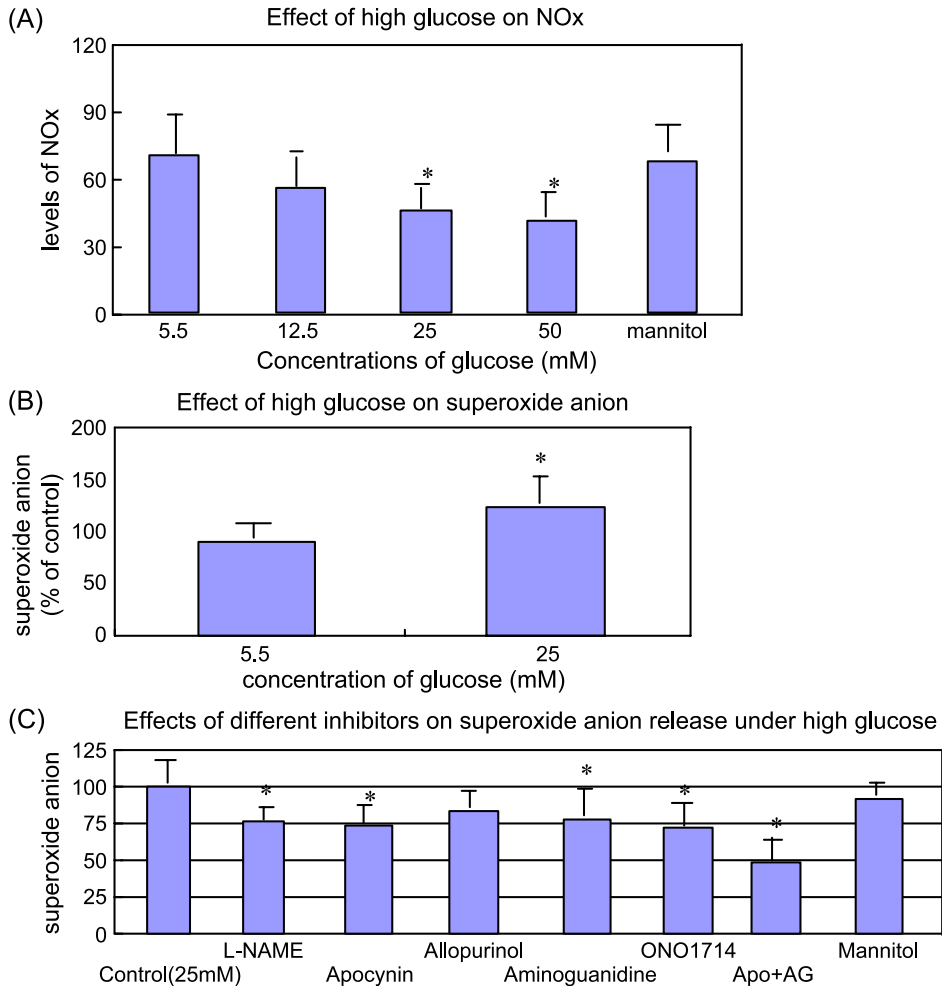 (A)
Effect of high glucose on NOx
levels of NOx
120
90
60
30
0
*
*
5.5 12.5 25 50 mannitol
Concentrations of glucose (mM)
(B)
Effect of high glucose on superoxide anion
superoxide anion
(% of control)
200
150
100
50
0
*
5.5 25
concentration of glucose (mM)
(C)
Effects of different inhibitors on superoxide anion release under high glucose
superoxide anion
125
100
75
50
25
0
* * * * *
L-NAME Allopurinol ONO1714 Mannitol
Control(25mM) Apocynin Aminoguanidine Apo+AG